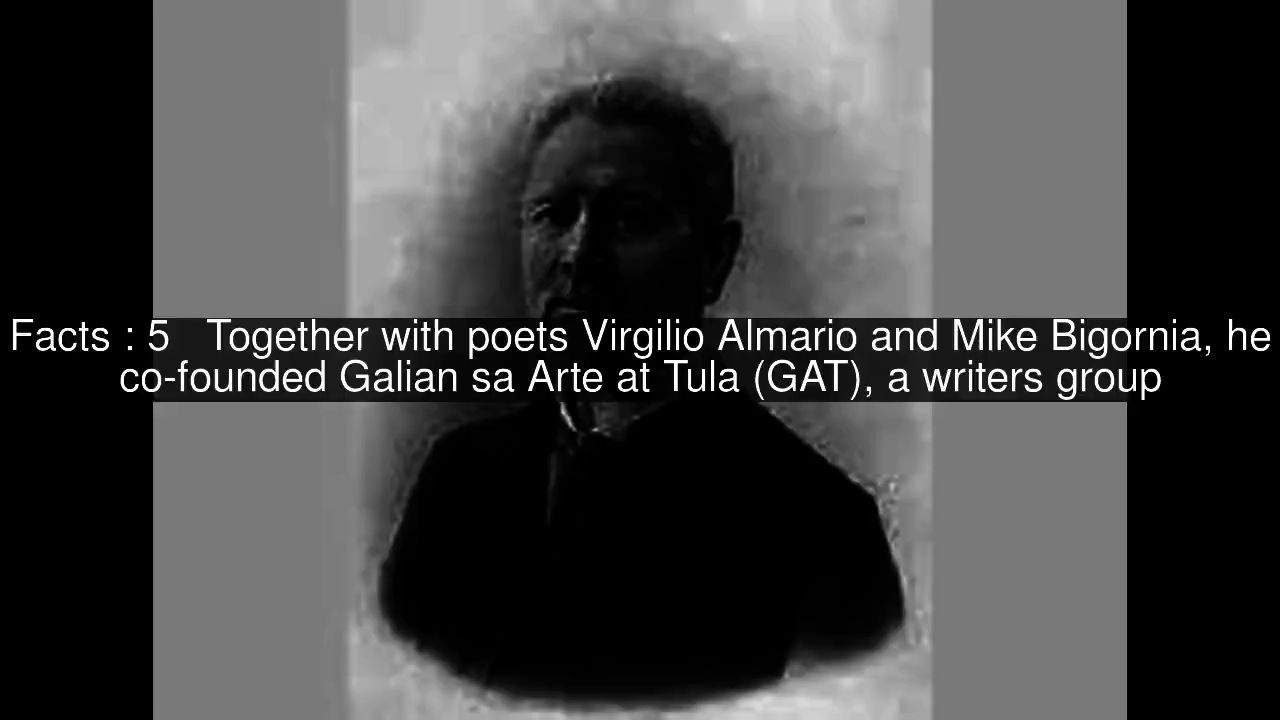 Facts : 5   Together with poets Virgilio Almario and Mike Bigornia, he
co-founded Galian sa Arte at Tula (GAT), a writers group